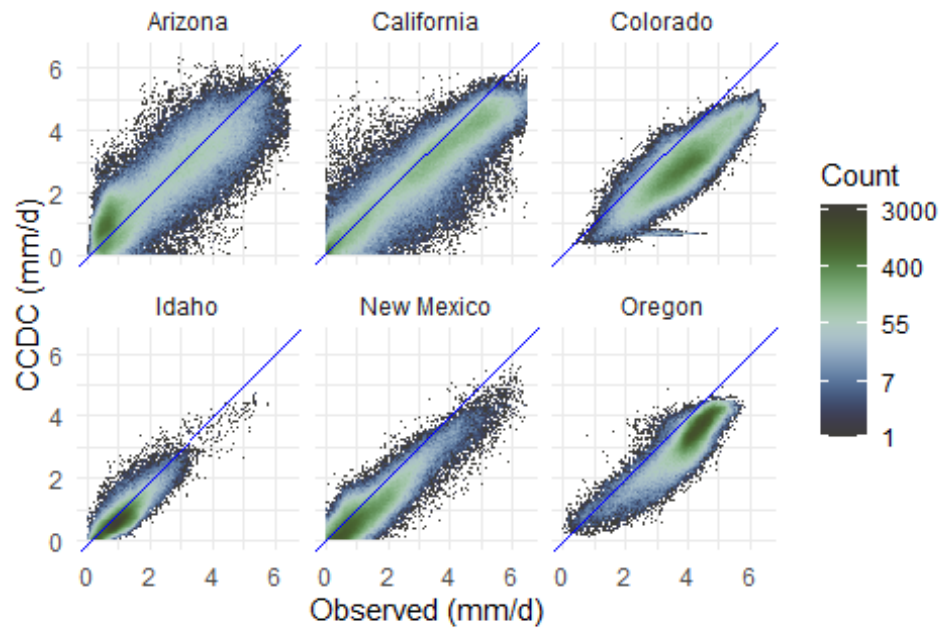 Arizona California Colorado
6
4
2
0
Idaho New Mexico Oregon
6
4
2
0
0 2 4 6 0 2 4 6 0 2 4 6
Observed (mm/d)
CCDC (mm/d)
Count
3000
400
55
7
1